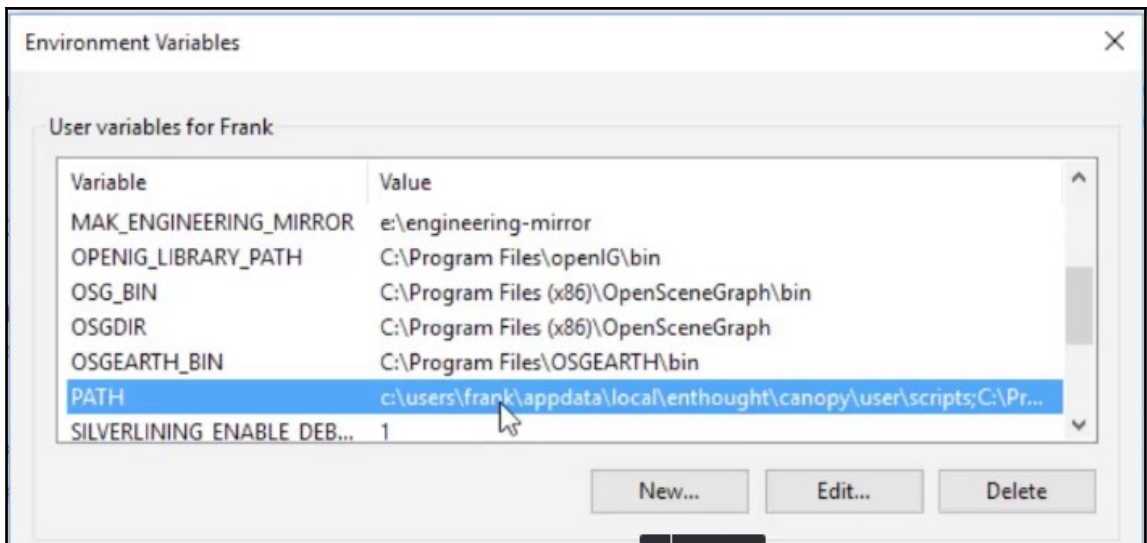 Environment Variables
User variables for Frank
Variable Value
MAK_ENGINEERING_MIRROR e:\engineering-mirror
OPENIG_LIBRARY_PATH C:\Program Files\openIG\bin
OSG_BIN C:\Program Files (x86)\OpenSceneGraph\bin
OSGDIR C:\Program Files (x86)\OpenSceneGraph
OSGEARTH_BIN C:\Program Files\OSGEARTH\bin
PATH c:\users\frank\appdata\local\enthought\canopy\user\scripts;C:\Pr...
SILVERLINING_ENABLE_DEB... 1
New... Edit... Delete